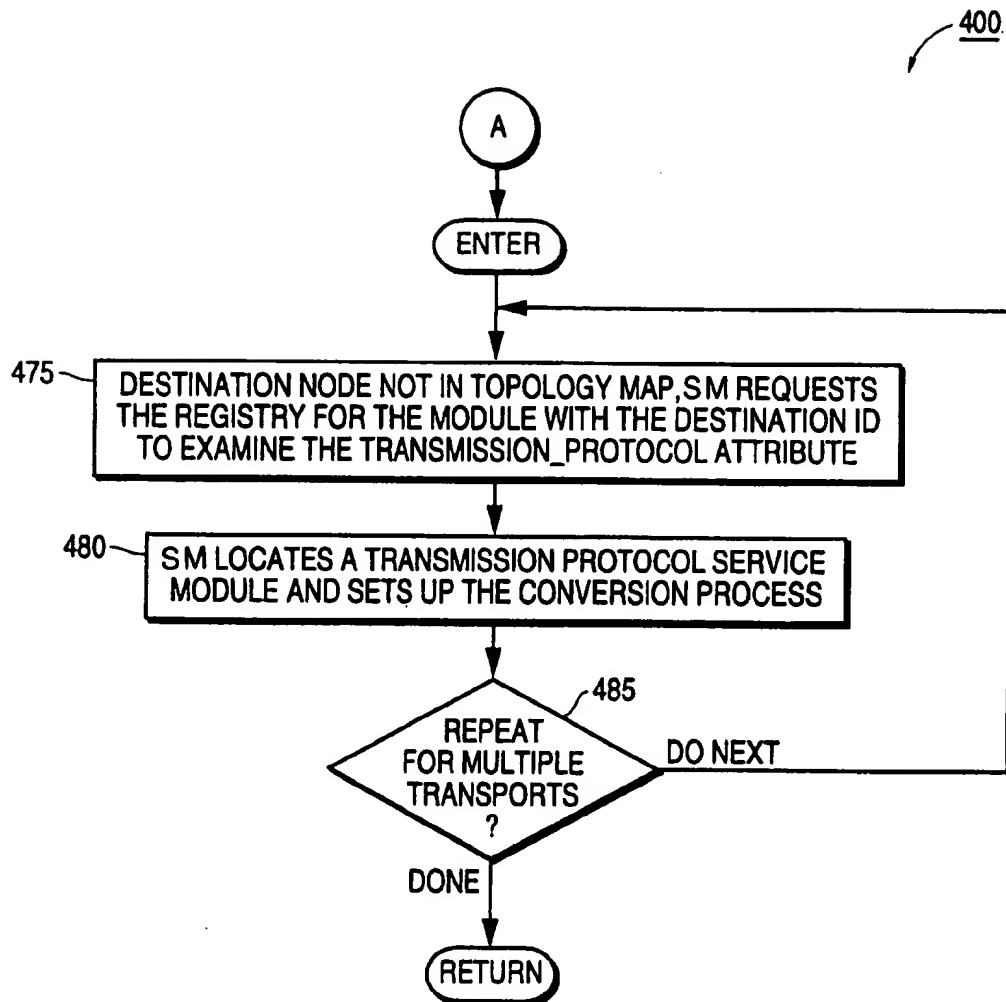 400
A
ENTER
475
DESTINATION NODE NOT IN TOPOLOGY MAP,SM REQUESTS
THE REGISTRY FOR THE MODULE WITH THE DESTINATION ID
TO EXAMINE THE TRANSMISSION_PROTOCOL ATTRIBUTE
480
SM LOCATES A TRANSMISSION PROTOCOL SERVICE
MODULE AND SETS UP THE CONVERSION PROCESS
485
REPEAT
FOR MULTIPLE
TRANSPORTS
?
DO NEXT
DONE
RETURN